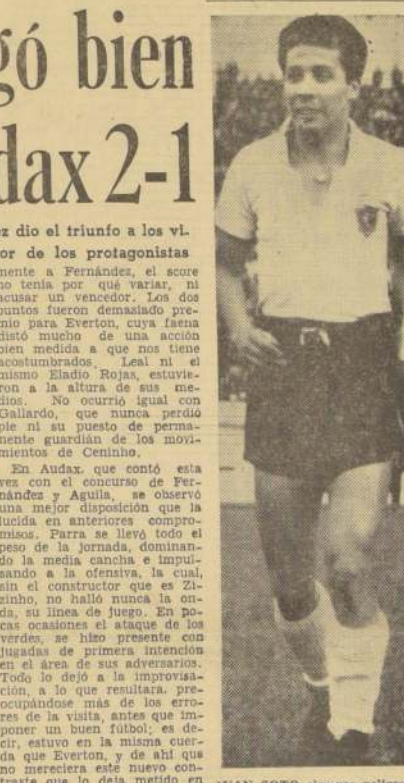 gó bien
dax 2-1
ez dio el triunfo a los vi-
or de los protagonistas
mente a Fernández, el score
no tenía por qué variar, ni
acusar un vencedor. Los dos
puntos fueron demasiado pre-
mio para Everton, cuya faena
distó mucho de una acción
bien medida a que nos tiene
acostumbrados. Leal ni el
mismo Eladio Rojas, estuvie-
ron a la altura de sus me-
dios. No ocurrió igual con
Gallardo, que nunca perdió
pie ni su puesto de perma-
nente guardián de los movi-
mientos de Ceninho.
En Audax, que contó esta
vez con el concurso de Fer-
nández y Aguila, se observó
una mejor disposición que la
lucida en anteriores compro-
misos. Parra se llevó todo el
peso de la jornada, dominan-
do la media cancha e impul-
sando a la ofensiva, la cual,
sin el constructor que es Zi-
zinho, no halló nunca la on-
da, su línea de juego. En po-
cas ocasiones el ataque de los
verdes, se hizo presente con
jugadas de primera intención
en el área de sus adversarios.
Todo lo dejó a la improvisa-
ción, a lo que resultara, pre-
ocupándose más de los erro-
res de la visita, antes que im-
poner un buen fútbol; es de-
cir, estuvo en la misma cuer-
da que Everton, y de ahí que
no mereciera este nuevo con-
traste que lo deja metido en
JUAN SOTO